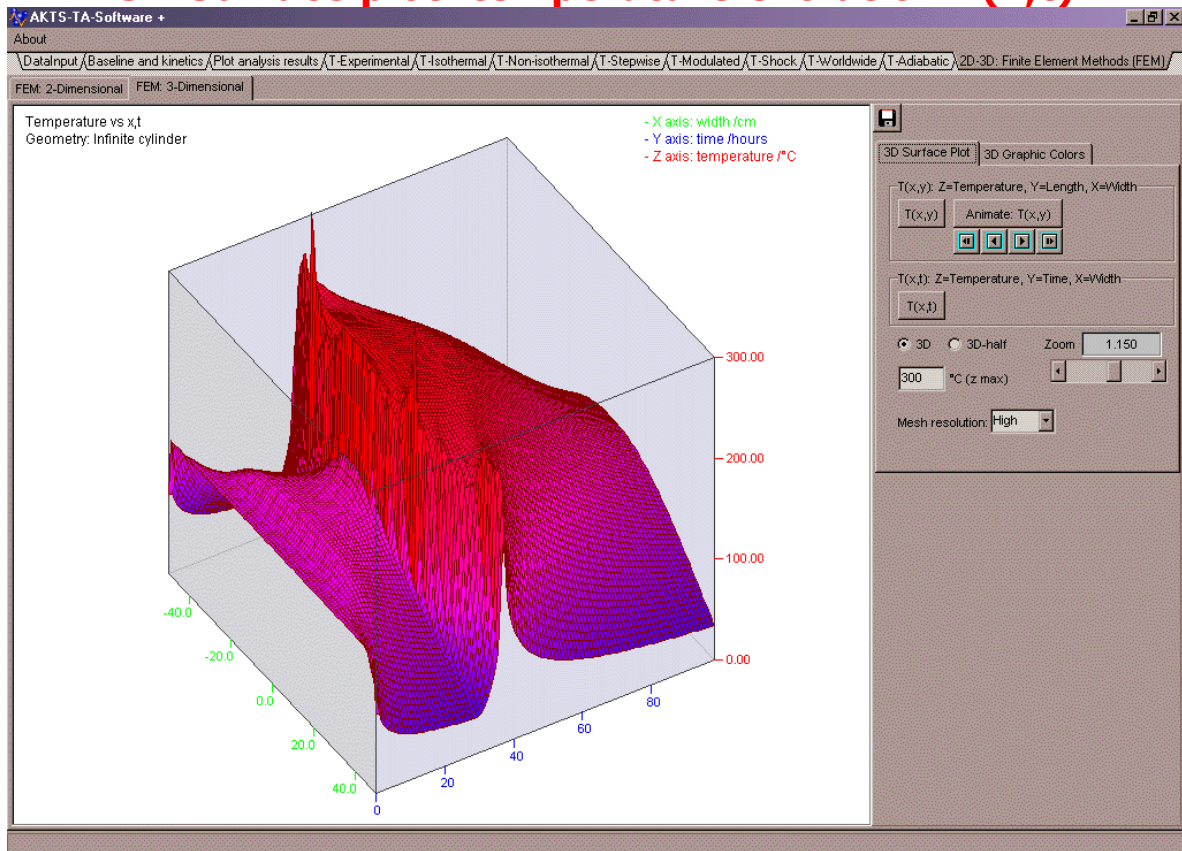 AKTS-TA-Software +
About
DataInput Baseline and kinetics Plot analysis results T-Experimental T-Isothermal T-Non-isothermal T-Stepwise T-Modulated T-Shock T-Worldwide T-Adiabatic 2D-3D: Finite Element Methods (FEM)
FEM: 2-Dimensional FEM: 3-Dimensional
Temperature vs x,t
Geometry: Infinite cylinder
- X axis: width /cm
- Y axis: time /hours
- Z axis: temperature /°C
300.00
200.00
100.00
0.00
-40.0
-20.0
0.0
20.0
40.0
0
20
40
60
80
3D Surface Plot 3D Graphic Colors
T(x,y): Z=Temperature, Y=Length, X=Width
T(x,y) Animate: T(x,y)
T(x,t): Z=Temperature, Y=Time, X=Width
T(x,t)
3D 3D-half Zoom 1.150
300 °C (z max)
Mesh resolution: High